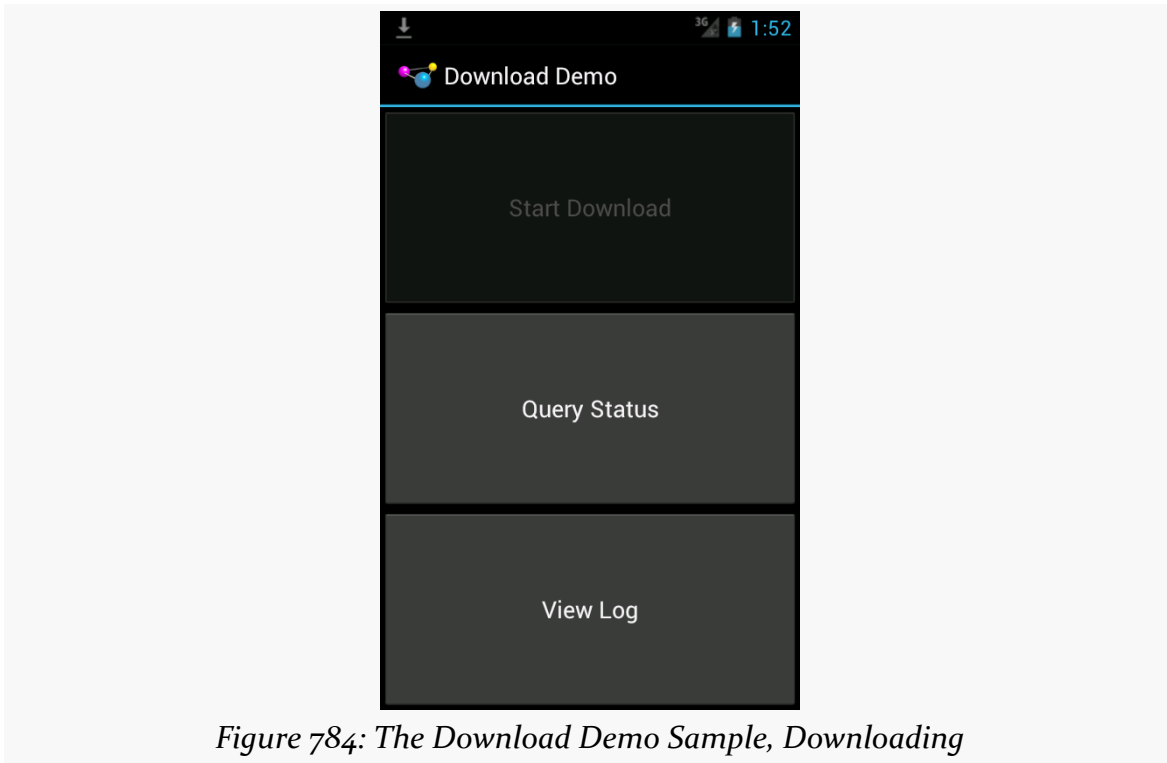 3G 1:52
Download Demo
Start Download
Query Status
View Log
Figure 784: The Download Demo Sample, Downloading